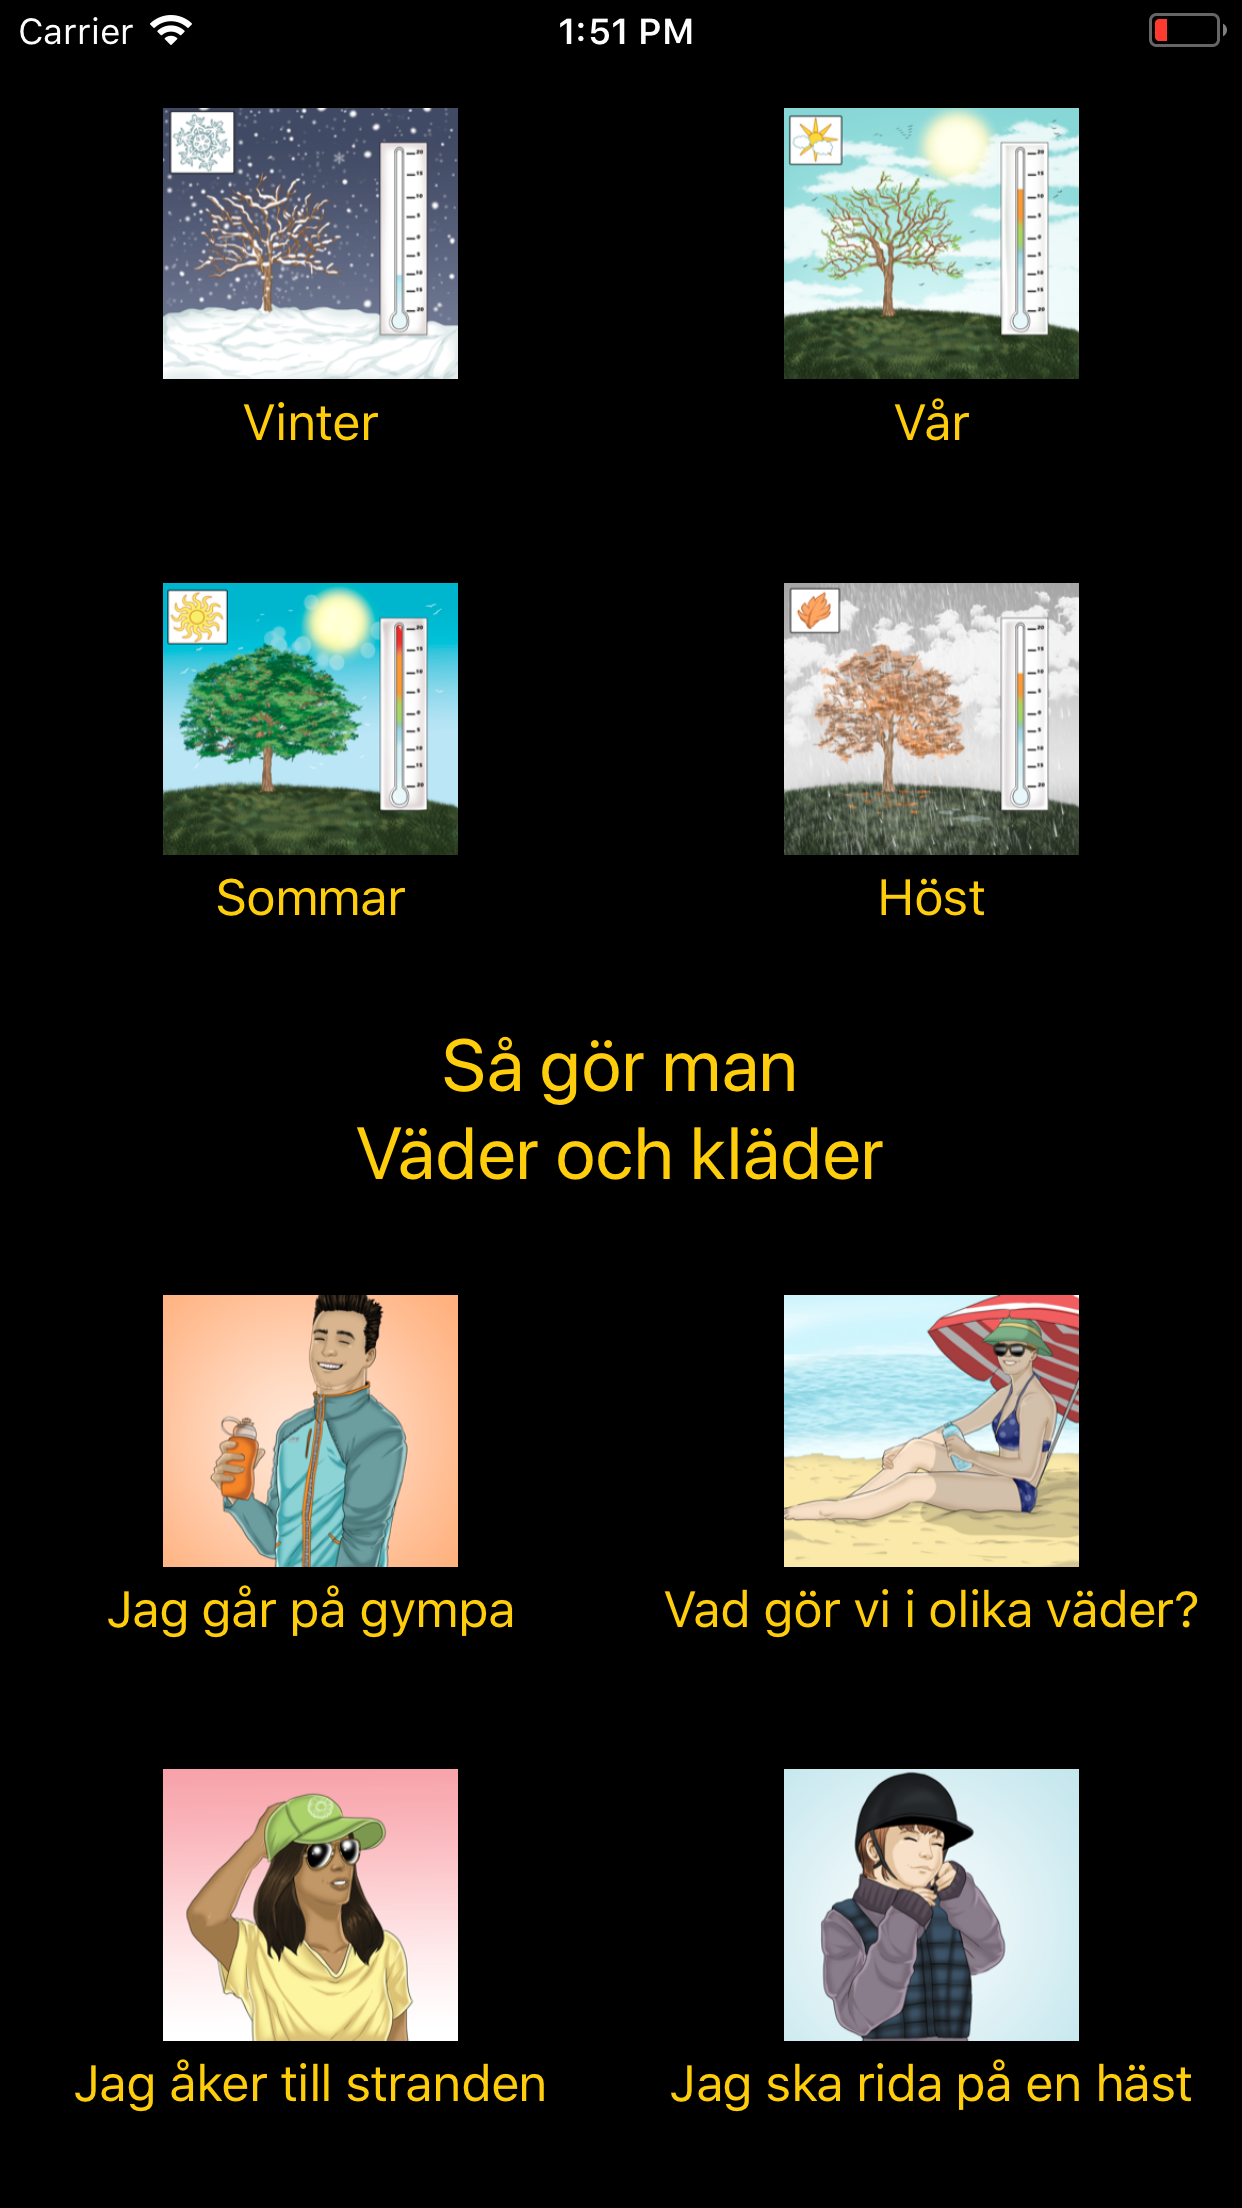 Carrier 1:51 PM
Vinter
Vår
Sommar
Höst
Så gör man
Väder och kläder
Jag går på gympa
Vad gör vi i olika väder?
Jag åker till stranden
Jag ska rida på en häst